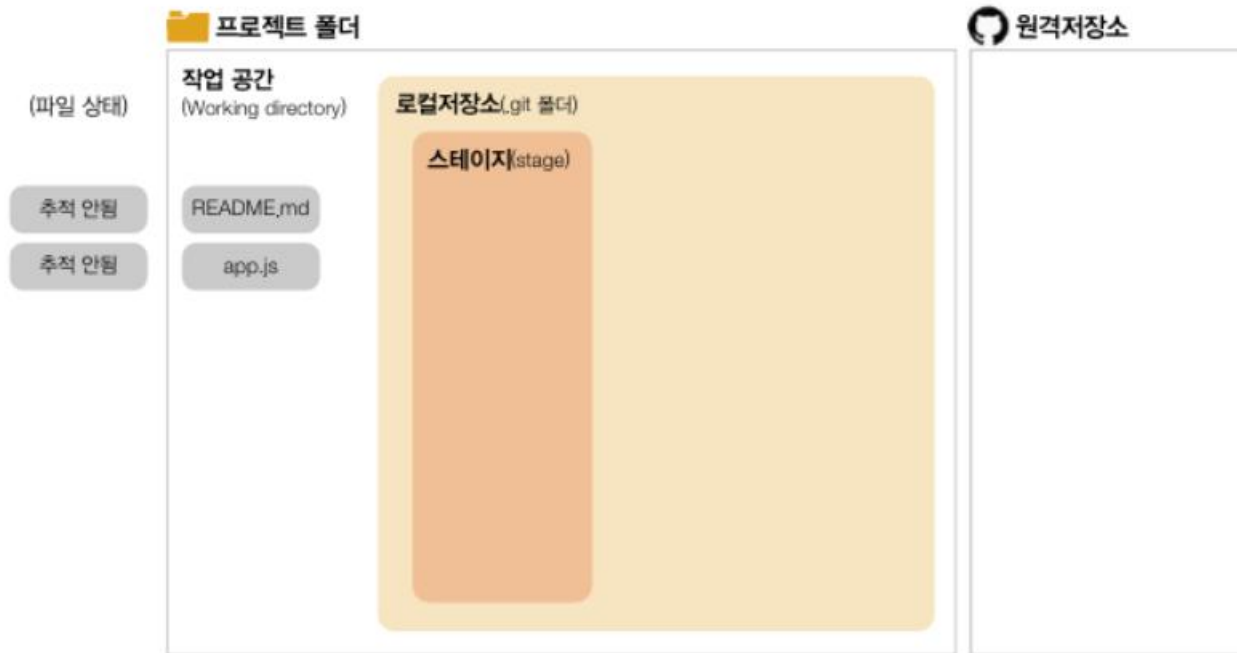 프로젝트 폴더
원격저장소
(파일 상태)
작업 공간
(Working directory)
로컬저장소(.git 폴더)
스테이지(stage)
추적 안됨
README.md
추적 안됨
app.js